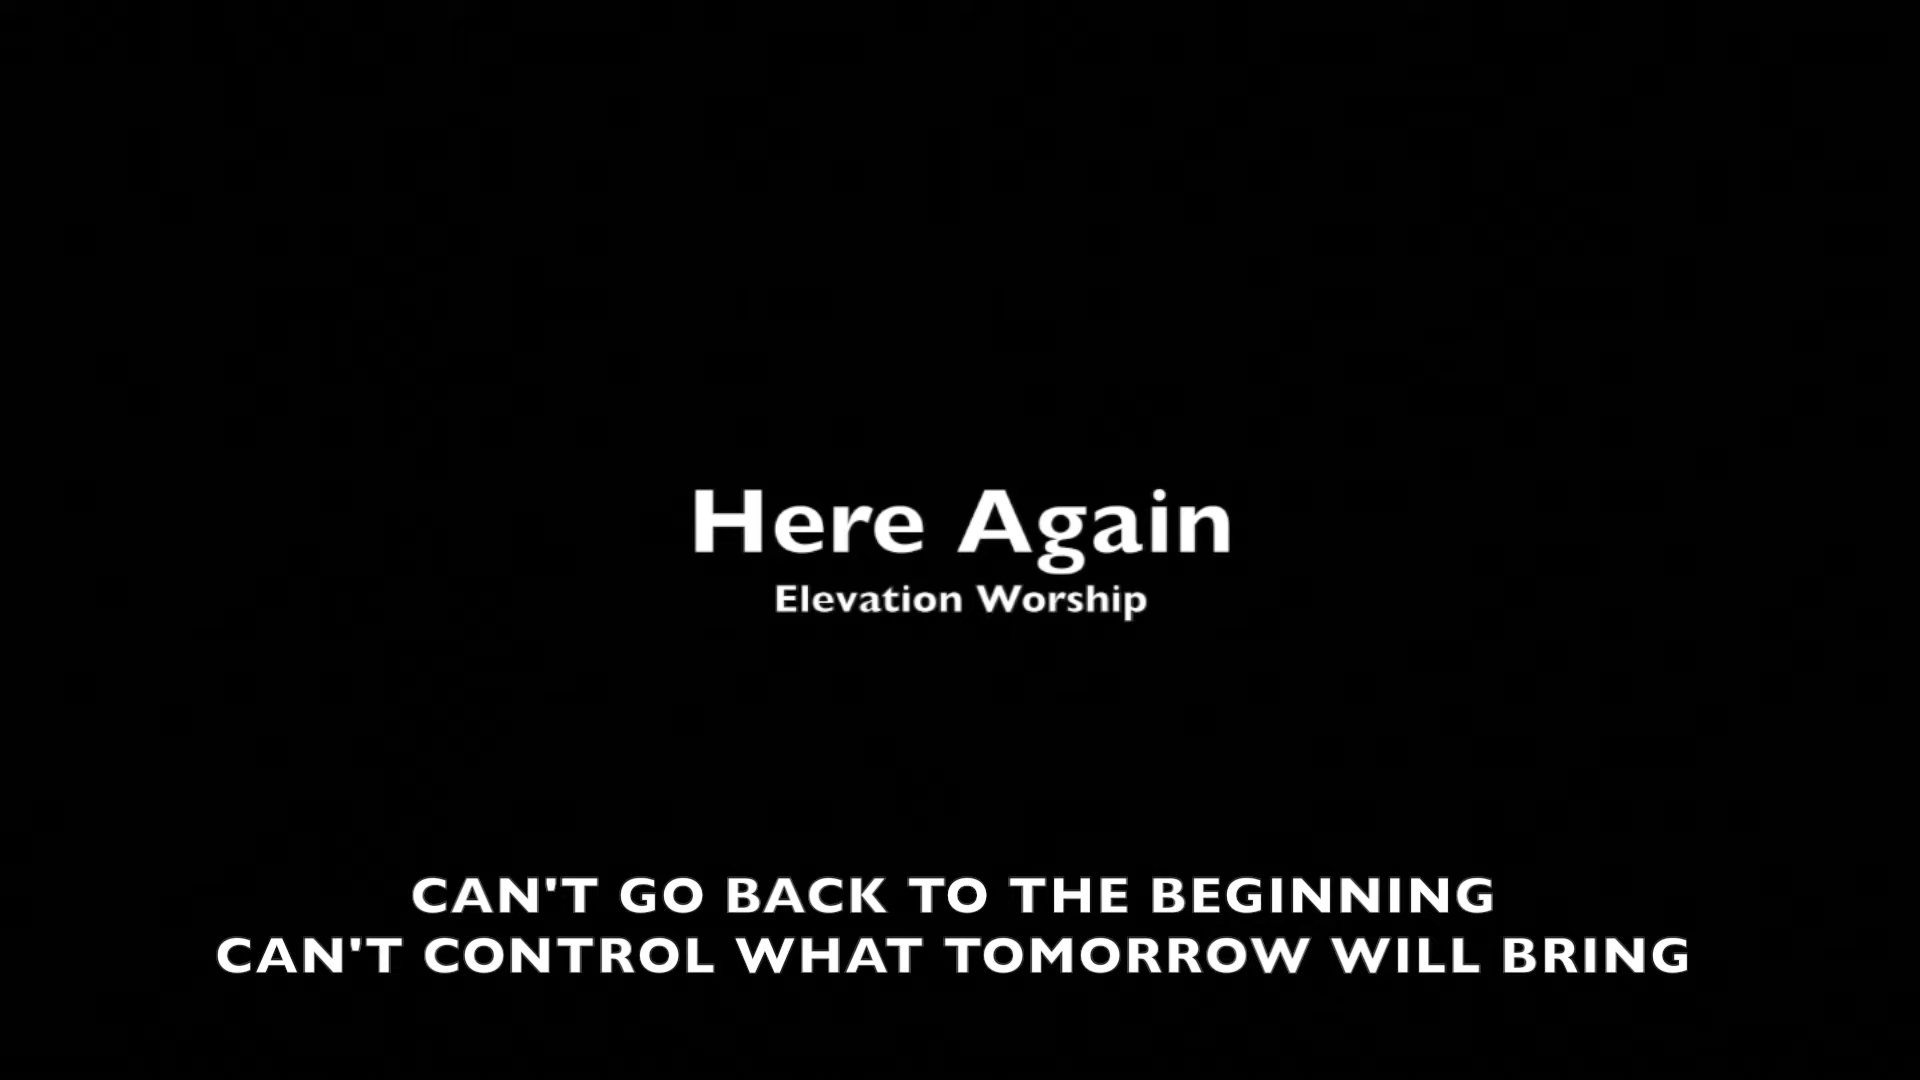 Here Again
Elevation Worship
CAN'T GO BACK TO THE BEGINNING
CAN'T CONTROL WHAT TOMORROW WILL BRING